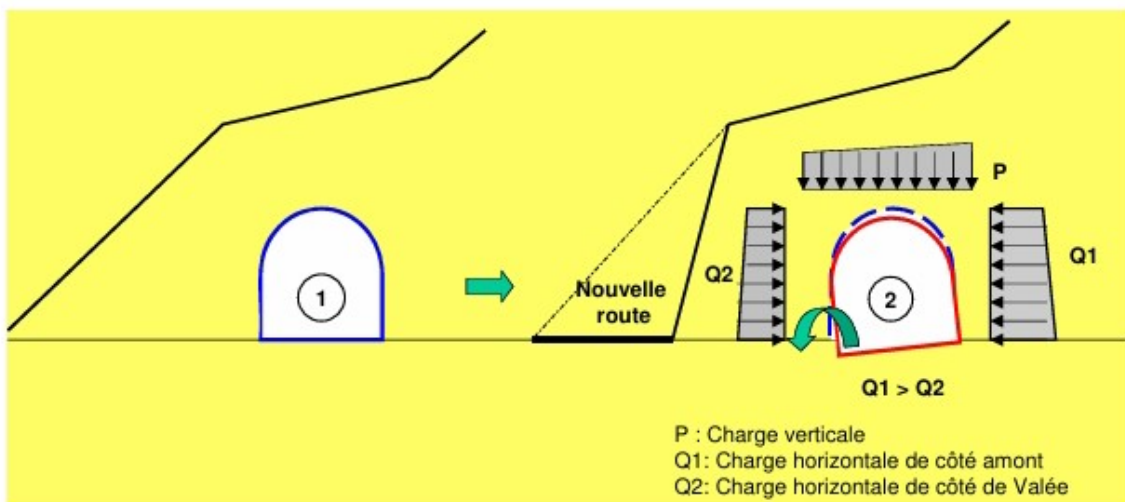 1
Nouvelle
route
P
Q2
2
Q1
Q1 > Q2
P : Charge verticale
Q1: Charge horizontale de côté amont
Q2: Charge horizontale de côté de Valée